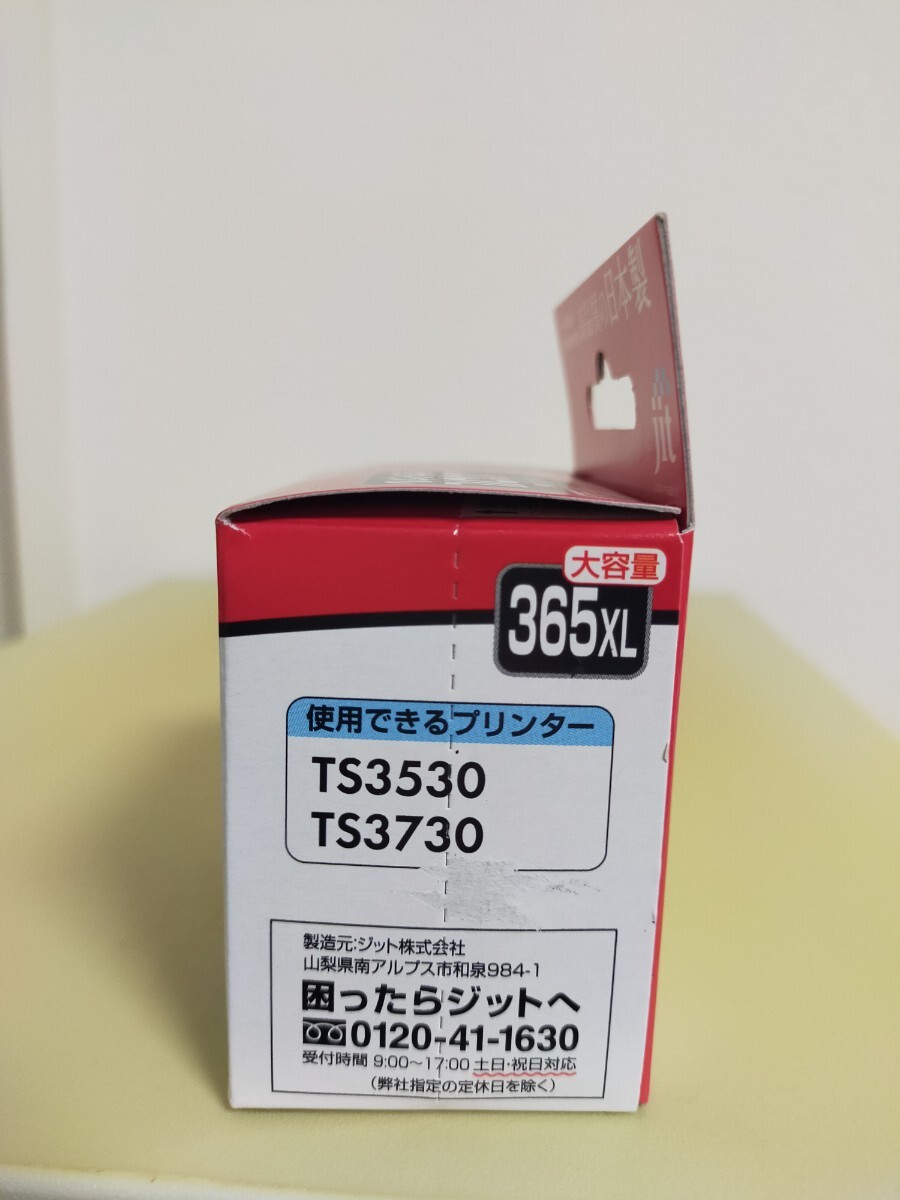 の日本製
jit
大容量
365XL
使用できるプリンター
TS3530
TS3730
製造元:ジット株式会社
山梨県南アルプス市和泉984-1
困ったらジットへ
0120-41-1630
受付時間 9:00～17:00 土日・祝日対応
(弊社指定の定休日を除く)